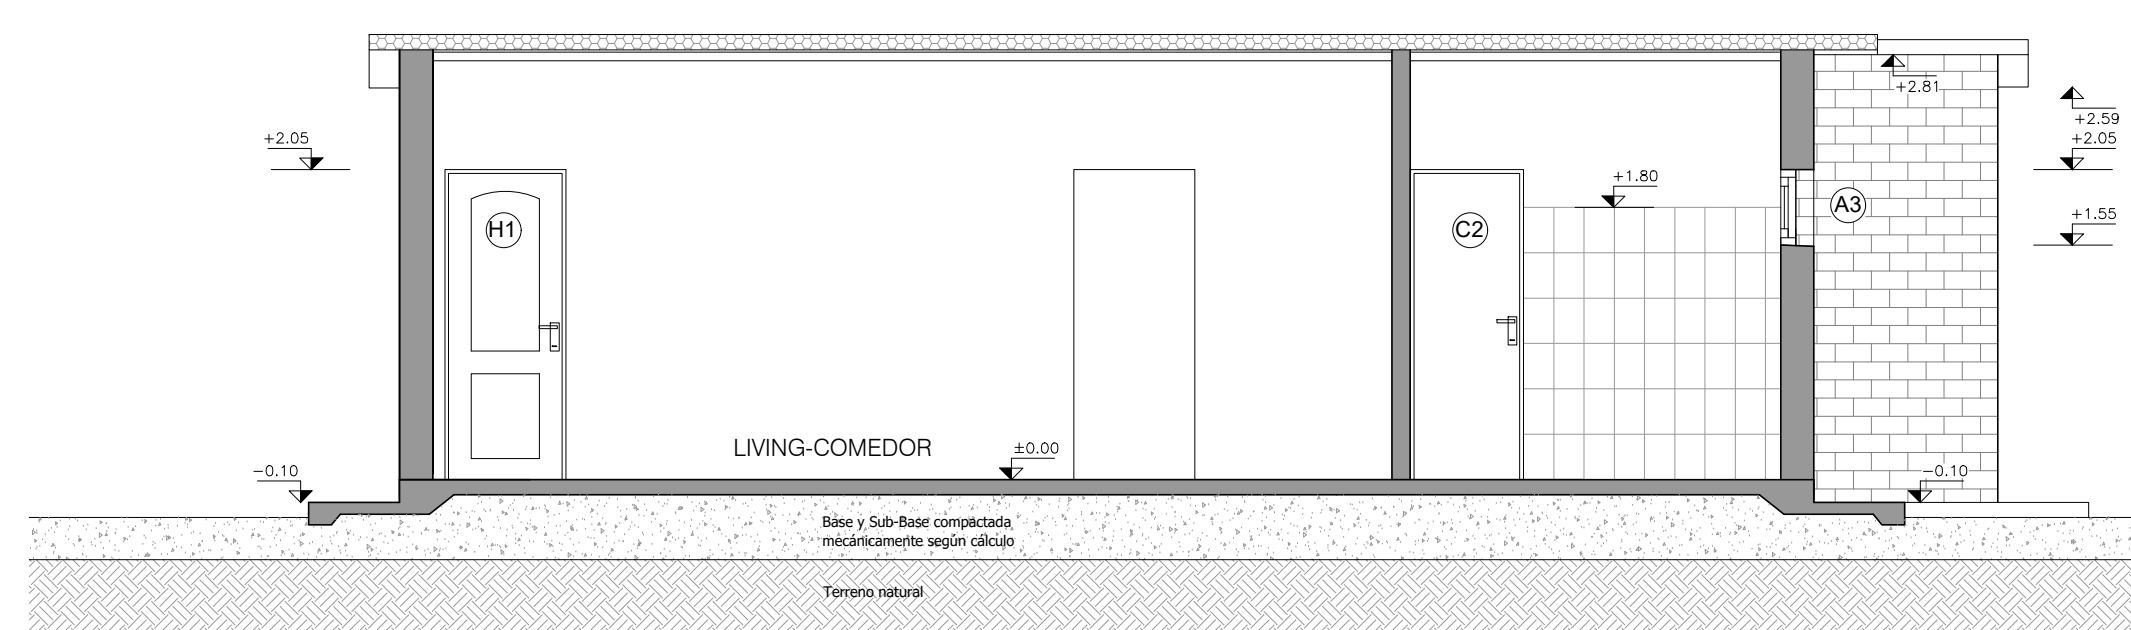 +2.81
+2.59
+2.05
+2.05
+1.80
A3
+1.55
H1
C2
LIVING-COMEDOR
±0.00
-0.10
-0.10
Base y Sub-Base compactada
mecánicamente según cálculo
Terreno natural